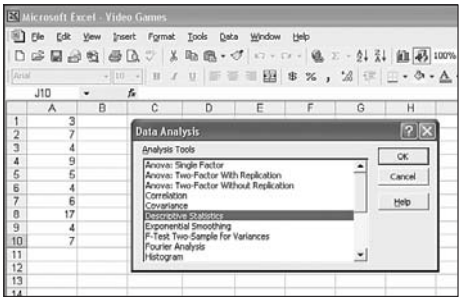 Microsoft Excel - Video Games
File Edit View Insert Format Tools Data Window Help
100%
Arial 10 B I U $ % ,
J10 fx
A B C D E F G H
1 3
2 7
3 4
4 9
5 5
6 4
7 6
8 17
9 4
10 7
11
12
13
14
Data Analysis
Analysis Tools
Anova: Single Factor
Anova: Two-Factor With Replication
Anova: Two-Factor Without Replication
Correlation
Covariance
Descriptive Statistics
Exponential Smoothing
F-Test Two-Sample for Variances
Fourier Analysis
Histogram
OK
Cancel
Help